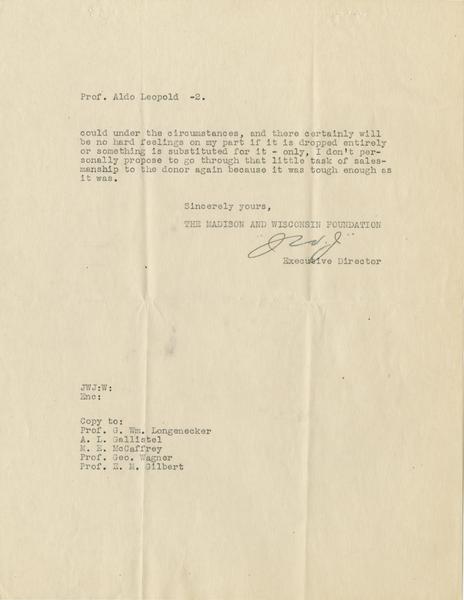 Prof. Aldo Leopold -2.
could under the circumstances, and there certainly will
be no hard feelings on my part if it is dropped entirely
or something is substituted for it - only, I don't per-
sonally propose to go through that little task of sales-
manship to the donor again because it was tough enough as
it was.
Sincerely yours,
THE MADISON AND WISCONSIN FOUNDATION
"J.W.J."
Executive Director
JWJ:W:
Enc:
Copy to:
Prof. G. Wm. Longenecker
A. L. Gallistel
M. E. McCaffrey
Prof. Geo. Wagner
Prof. E. M. Gilbert